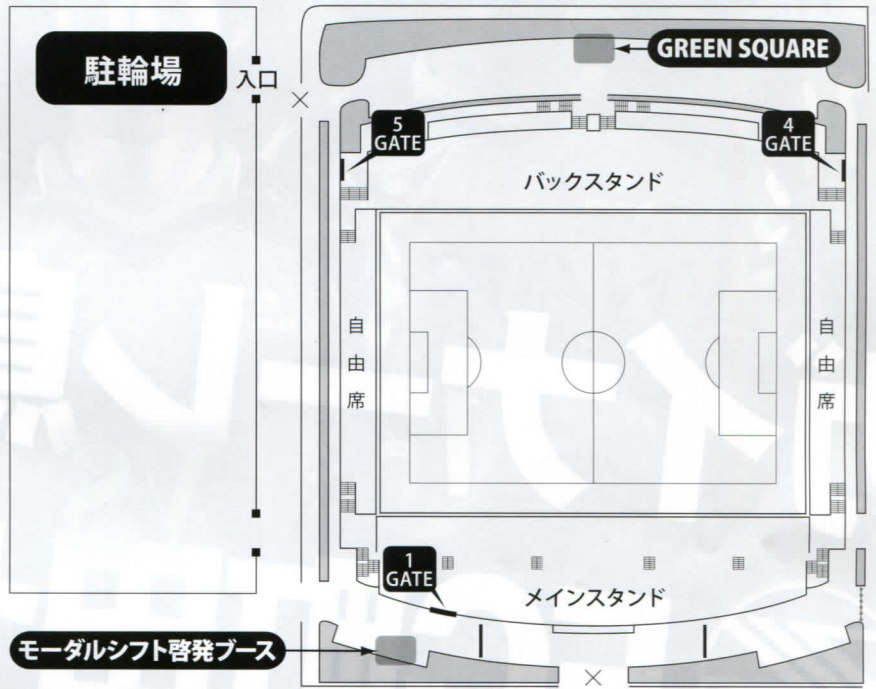 駐輪場
入口
GREEN SQUARE
5
GATE
4
GATE
バックスタンド
自由席
自由席
1
GATE
メインスタンド
モーダルシフト啓発ブース